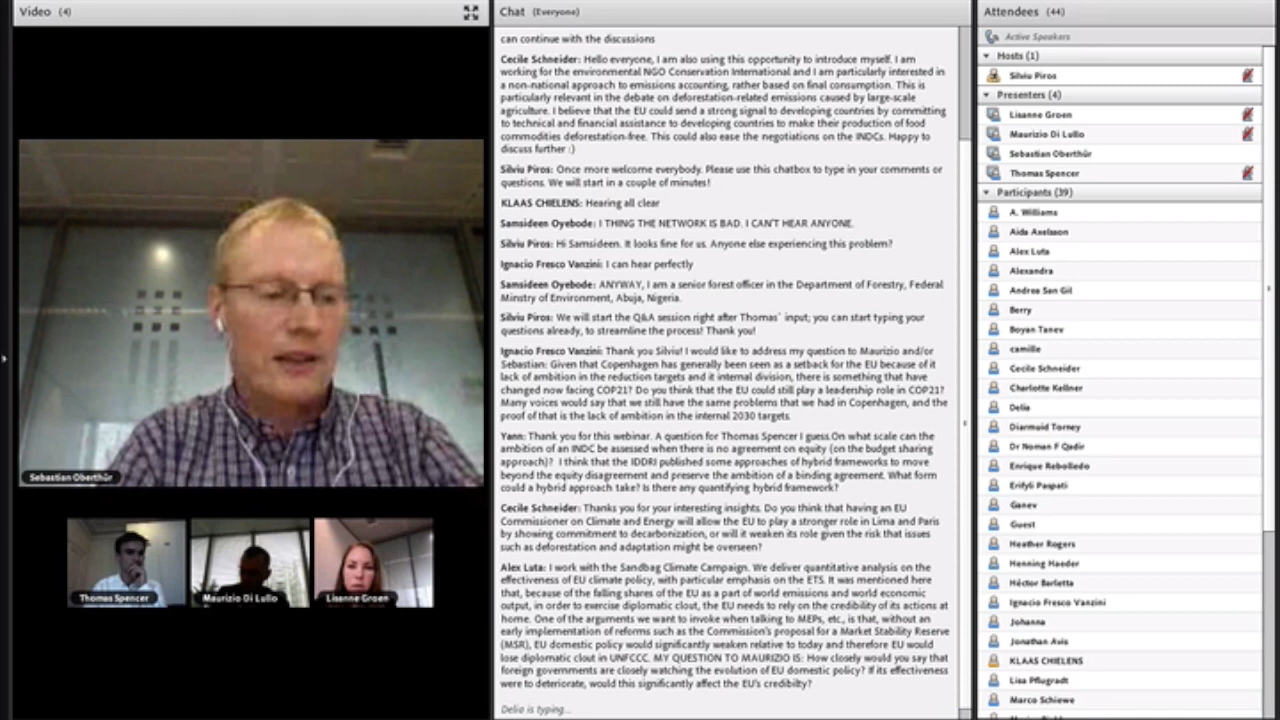 Video (4)
Sebastian Oberthür
Thomas Spencer
Maurizio Di Lullo
Lisanne Groen
Chat (Everyone)
can continue with the discussions
Cecile Schneider: Hello everyone, I am also using this opportunity to introduce myself. I am
working for the environmental NGO Conservation International and I am particularly interested in
a non-national approach to emissions accounting, rather based on final consumption. This is
particularly relevant in the debate on deforestation-related emissions caused by large-scale
agriculture. I believe that the EU could send a strong signal to developing countries by committing
to technical and financial assistance to developing countries to make their production of food
commodities deforestation-free. This could also ease the negotiations on the INDCs. Happy to
discuss further :)
Silviu Piros: Once more welcome everybody. Please use this chatbox to type in your comments or
questions. We will start in a couple of minutes!
KLAAS CHIELENS: Hearing all clear
Samsideen Oyebode: I THING THE NETWORK IS BAD. I CAN'T HEAR ANYONE.
Silviu Piros: Hi Samsideen. It looks fine for us. Anyone else experiencing this problem?
Ignacio Fresco Vanzini: I can hear perfectly
Samsideen Oyebode: ANYWAY, I am a senior forest officer in the Department of Forestry, Federal
Minstry of Environment, Abuja, Nigeria.
Silviu Piros: We will start the Q&A session right after Thomas` input; you can start typing your
questions already, to streamline the process! Thank you!
Ignacio Fresco Vanzini: Thank you Silviu! I would like to address my question to Maurizio and/or
Sebastian: Given that Copenhagen has generally been seen as a setback for the EU because of it
lack of ambition in the reduction targets and it internal division, there is something that have
changed now facing COP21? Do you think that the EU could still play a leadership role in COP21?
Many voices would say that we still have the same problems that we had in Copenhagen, and the
proof of that is the lack of ambition in the internal 2030 targets.
Yann: Thank you for this webinar. A question for Thomas Spencer I guess.On what scale can the
ambition of an INDC be assessed when there is no agreement on equity (on the budget sharing
approach)? I think that the IDDRI published some approaches of hybrid frameworks to move
beyond the equity disagreement and preserve the ambition of a binding agreement. What form
could a hybrid approach take? Is there any quantifying hybrid framework?
Cecile Schneider: Thanks you for your interesting insights. Do you think that having an EU
Commissioner on Climate and Energy will allow the EU to play a stronger role in Lima and Paris
by showing commitment to decarbonization, or will it weaken its role given the risk that issues
such as deforestation and adaptation might be overseen?
Alex Luta: I work with the Sandbag Climate Campaign. We deliver quantitative analysis on the
effectiveness of EU climate policy, with particular emphasis on the ETS. It was mentioned here
that, because of the falling shares of the EU as a part of world emissions and world economic
output, in order to exercise diplomatic clout, the EU needs to rely on the credibility of its actions at
home. One of the arguments we want to invoke when talking to MEPs, etc., is that, without an
early implementation of reforms such as the Commission's proposal for a Market Stability Reserve
(MSR), EU domestic policy would significantly weaken relative to today and therefore EU would
lose diplomatic clout in UNFCCC. MY QUESTION TO MAURIZIO IS: How closely would you say that
foreign governments are closely watching the evolution of EU domestic policy? If its effectiveness
were to deteriorate, would this significantly affect the EU's credibilty?
Delia is typing...
Attendees (44)
Active Speakers
Hosts (1)
Silviu Piros
Presenters (4)
Lisanne Groen
Maurizio Di Lullo
Sebastian Oberthür
Thomas Spencer
Participants (39)
A. Williams
Aida Axelsson
Alex Luta
Alexandra
Andrea San Gil
Berry
Boyan Tanev
camille
Cecile Schneider
Charlotte Kellner
Delia
Diarmuid Torney
Dr Noman F Qadir
Enrique Rebolledo
Erifyli Paspati
Ganev
Guest
Heather Rogers
Henning Haeder
Héctor Barletta
Ignacio Fresco Vanzini
Johanna
Jonathan Avis
KLAAS CHIELENS
Lisa Pflugradt
Marco Schiewe